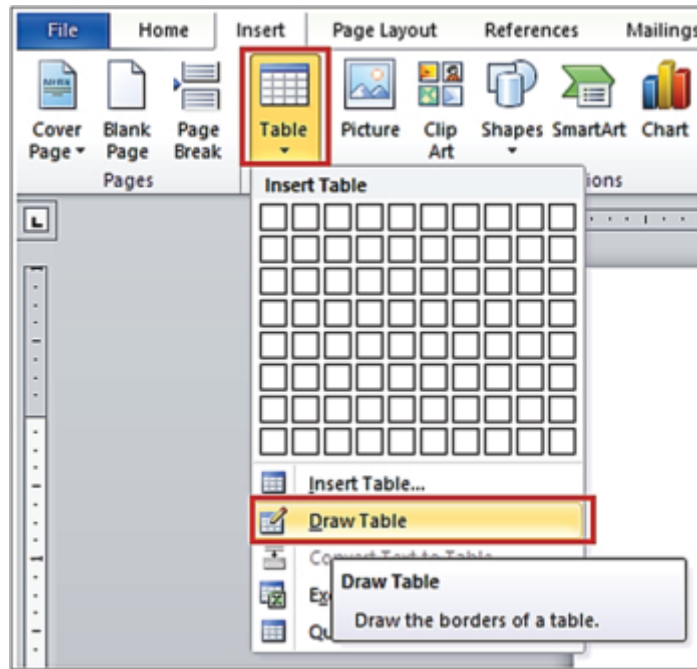 File Home Insert Page Layout References Mailings
Cover Blank Page Table Picture Clip Shapes SmartArt Chart
Page Page Break Art
Pages ions
Insert Table
Insert Table...
Draw Table
Draw Table
Draw the borders of a table.